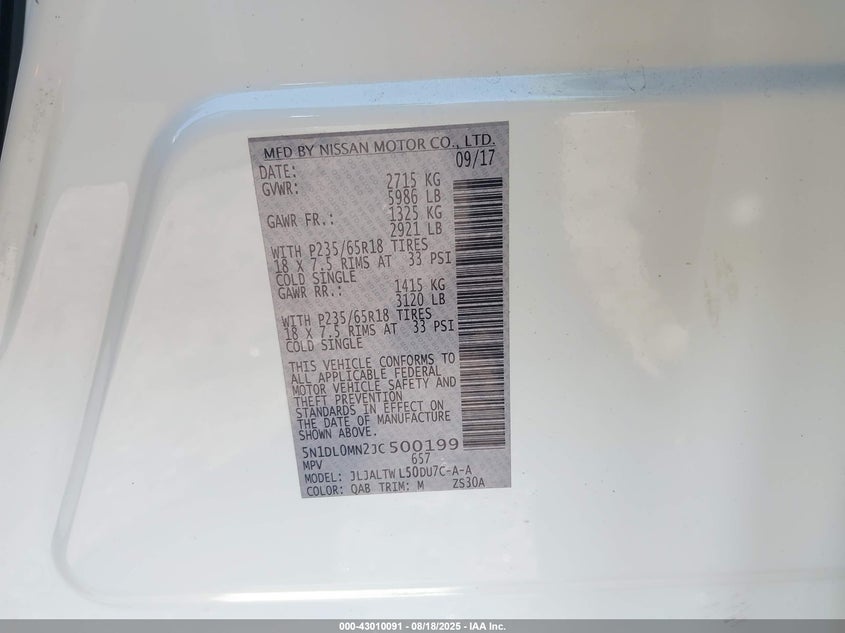 MFD BY NISSAN MOTOR CO., LTD.
DATE: 09/17
GVWR: 2715 KG
5986 LB
GAWR FR.: 1325 KG
2921 LB
WITH P235/65R18 TIRES
18 X 7.5 RIMS AT 33 PSI
COLD SINGLE
GAWR RR.: 1415 KG
3120 LB
WITH P235/65R18 TIRES
18 X 7.5 RIMS AT 33 PSI
COLD SINGLE
THIS VEHICLE CONFORMS TO
ALL APPLICABLE FEDERAL
MOTOR VEHICLE SAFETY AND
THEFT PREVENTION
STANDARDS IN EFFECT ON
THE DATE OF MANUFACTURE
SHOWN ABOVE.
5N1DL0MN2JC500199
MPV 657
MODEL: JLJALTWL50DU7C-A-A
COLOR: QAB TRIM: M ZS30A
000-43010091 - 08/18/2025 - IAA Inc.